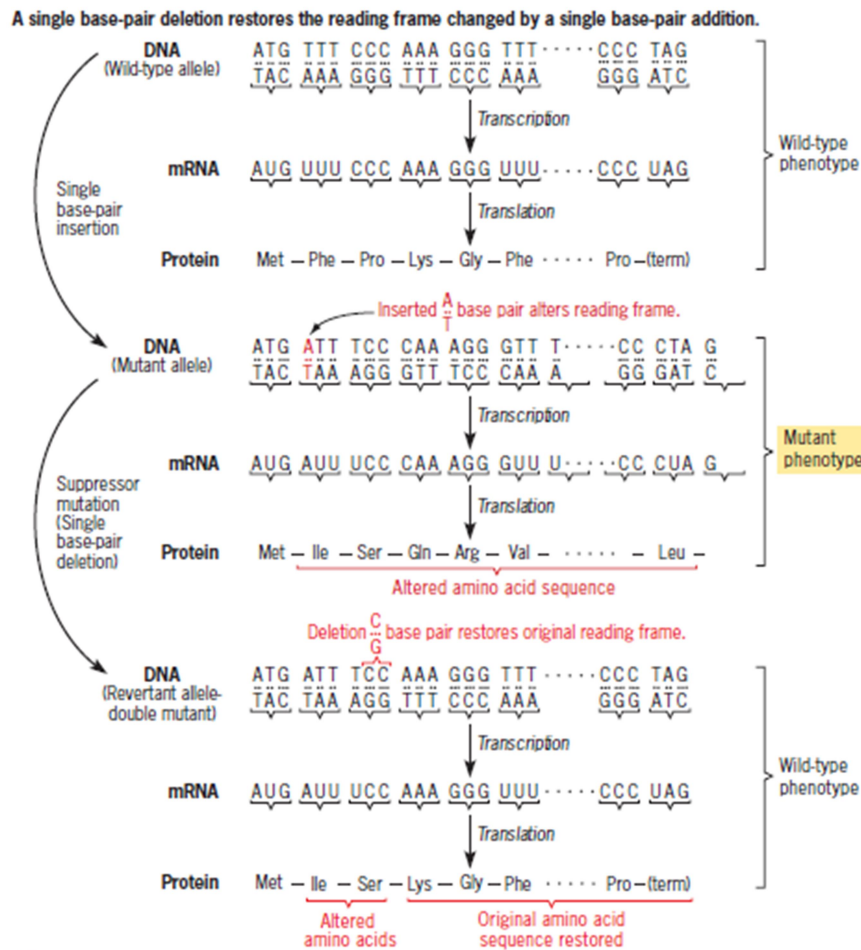 A single base-pair deletion restores the reading frame changed by a single base-pair addition.
DNA
(Wild-type allele)
ATG TTT CCC AAA GGG TTT · · · · · CCC TAG
TAC AAA GGG TTT CCC AAA GGG ATC
Transcription
mRNA
AUG UUU CCC AAA GGG UUU · · · · · CCC UAG
Translation
Protein
Met – Phe – Pro – Lys – Gly – Phe · · · · · Pro –(term)
Wild-type
phenotype
Single
base-pair
insertion
Inserted A/T base pair alters reading frame.
DNA
(Mutant allele)
ATG ATT TCC CAA AGG GTT T · · · · · CC CTAG
TAC TAA AGG GTT TCC CAA A GG GAT C
Transcription
mRNA
AUG AUU UCC CAA AGG GUU U · · · · · CC CUA G
Translation
Protein
Met – Ile – Ser – Gln – Arg – Val – · · · · · – Leu –
Altered amino acid sequence
Mutant
phenotype
Suppressor
mutation
(Single
base-pair
deletion)
Deletion C/G base pair restores original reading frame.
DNA
(Revertant allele-
double mutant)
ATG ATT TCC AAA GGG TTT · · · · · CCC TAG
TAC TAA AGG TTT CCC AAA GGG ATC
Transcription
mRNA
AUG AUU UCC AAA GGG UUU · · · · · CCC UAG
Translation
Protein
Met – Ile – Ser – Lys – Gly – Phe · · · · · Pro –(term)
Altered
amino acids
Original amino acid
sequence restored
Wild-type
phenotype